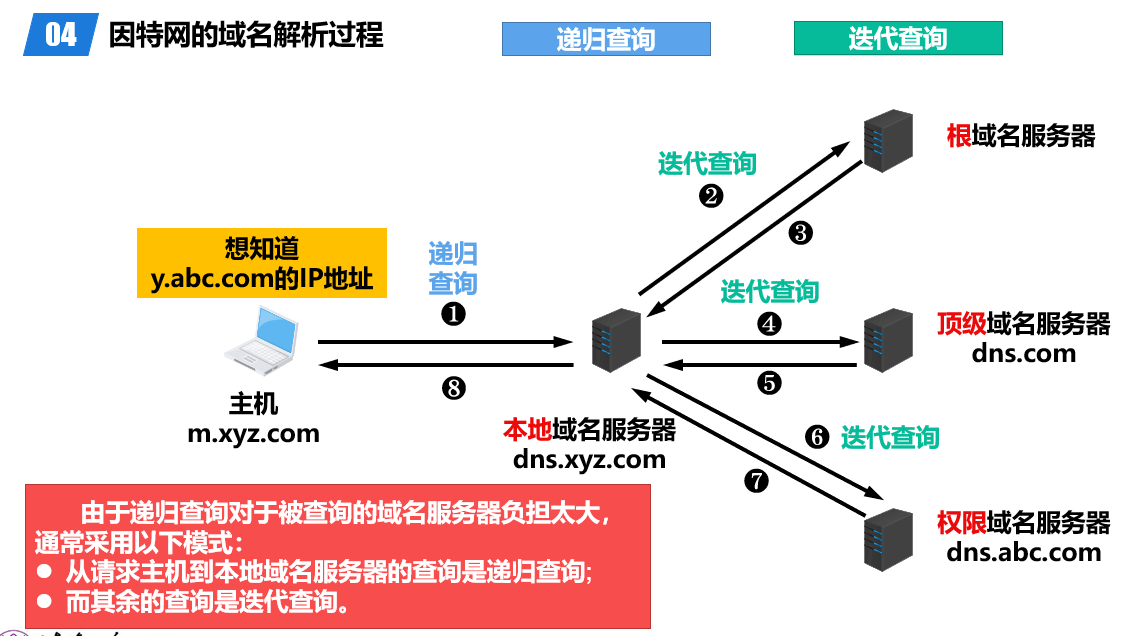 04 因特网的域名解析过程
递归查询
迭代查询
根域名服务器
迭代查询
❷
❸
想知道
y.abc.com的IP地址
递归
查询
❶
迭代查询
❹
顶级域名服务器
dns.com
❺
❽
主机
m.xyz.com
本地域名服务器
dns.xyz.com
❻ 迭代查询
❼
权限域名服务器
dns.abc.com
由于递归查询对于被查询的域名服务器负担太大，
通常采用以下模式：
● 从请求主机到本地域名服务器的查询是递归查询;
● 而其余的查询是迭代查询。